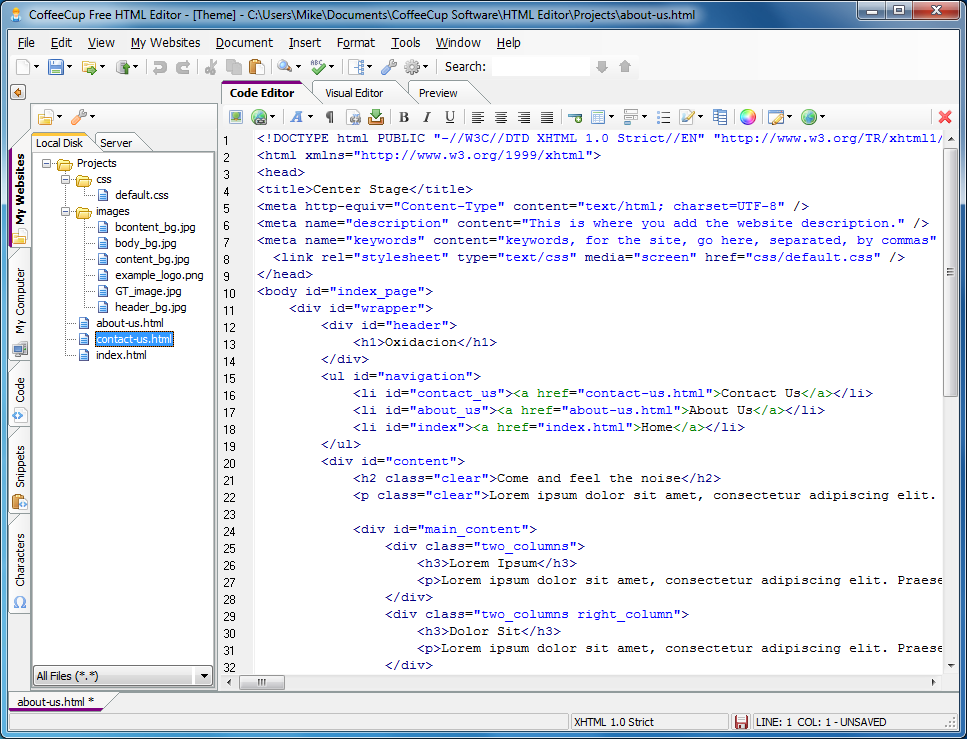 CoffeeCup Free HTML Editor - [Theme] - C:\Users\Mike\Documents\CoffeeCup Software\HTML Editor\Projects\about-us.html
File Edit View My Websites Document Insert Format Tools Window Help
Search:
Code Editor Visual Editor Preview
Local Disk Server
My Websites
My Computer
Code
Snippets
Characters
Projects
css
default.css
images
bcontent_bg.jpg
body_bg.jpg
content_bg.jpg
example_logo.png
GT_image.jpg
header_bg.jpg
about-us.html
contact-us.html
index.html
All Files (*.*)
ABC
A ¶ B I U
1 <!DOCTYPE html PUBLIC "-//W3C//DTD XHTML 1.0 Strict//EN" "http://www.w3.org/TR/xhtml1/
2 <html xmlns="http://www.w3.org/1999/xhtml">
3 <head>
4 <title>Center Stage</title>
5 <meta http-equiv="Content-Type" content="text/html; charset=UTF-8" />
6 <meta name="description" content="This is where you add the website description." />
7 <meta name="keywords" content="keywords, for the site, go here, separated, by commas"
8 <link rel="stylesheet" type="text/css" media="screen" href="css/default.css" />
9 </head>
10 <body id="index_page">
11 <div id="wrapper">
12 <div id="header">
13 <h1>Oxidacion</h1>
14 </div>
15 <ul id="navigation">
16 <li id="contact_us"><a href="contact-us.html">Contact Us</a></li>
17 <li id="about_us"><a href="about-us.html">About Us</a></li>
18 <li id="index"><a href="index.html">Home</a></li>
19 </ul>
20 <div id="content">
21 <h2 class="clear">Come and feel the noise</h2>
22 <p class="clear">Lorem ipsum dolor sit amet, consectetur adipiscing elit.
23
24 <div id="main_content">
25 <div class="two_columns">
26 <h3>Lorem Ipsum</h3>
27 <p>Lorem ipsum dolor sit amet, consectetur adipiscing elit. Praese
28 </div>
29 <div class="two_columns right_column">
30 <h3>Dolor Sit</h3>
31 <p>Lorem ipsum dolor sit amet, consectetur adipiscing elit. Praese
32 </div>
about-us.html *
XHTML 1.0 Strict LINE: 1 COL: 1 - UNSAVED